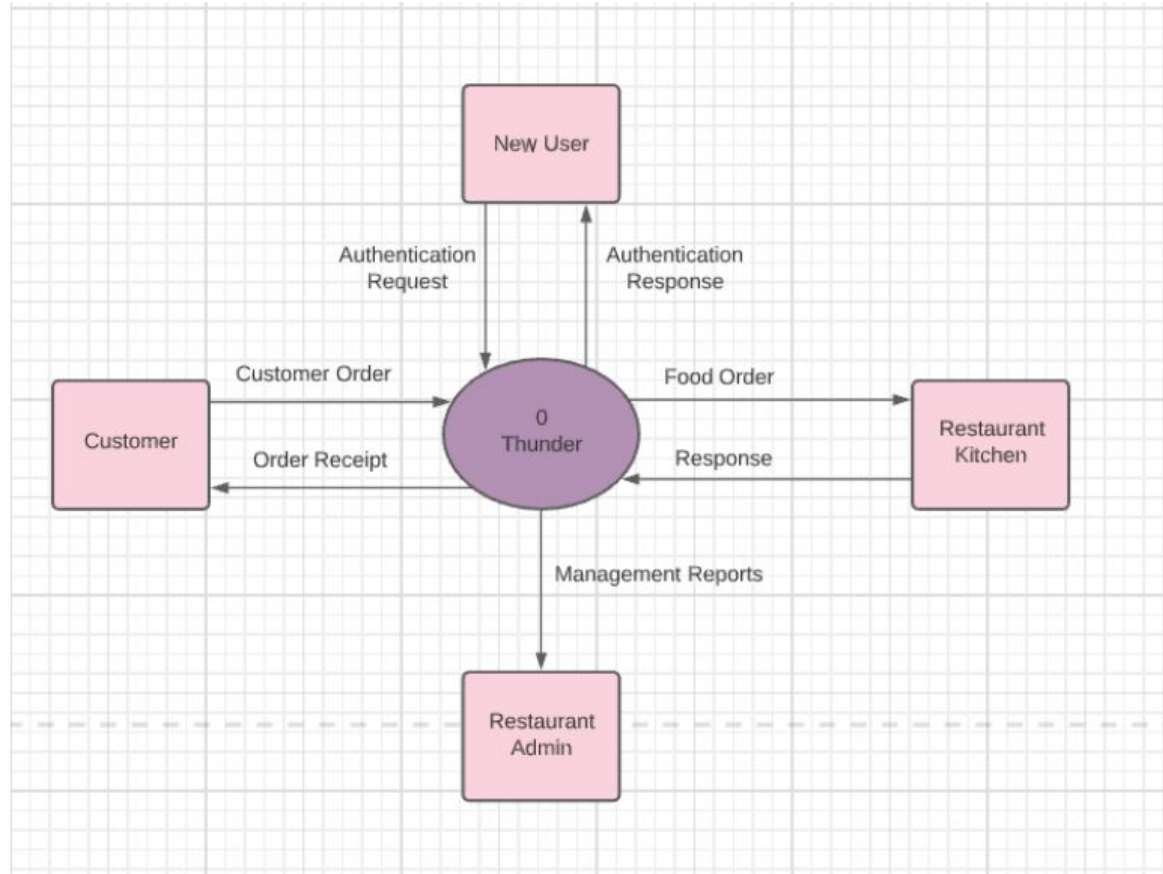 New User
Authentication
Request
Authentication
Response
Customer Order
Food Order
Customer
0
Thunder
Restaurant
Kitchen
Order Receipt
Response
Management Reports
Restaurant
Admin